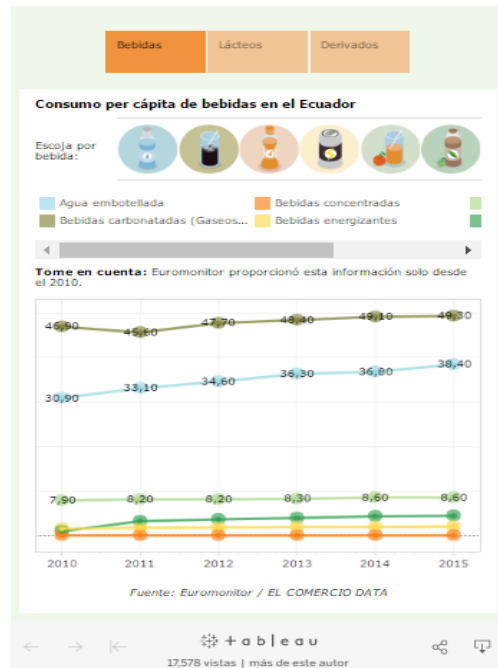 Bebidas
Lácteos
Derivados
Consumo per cápita de bebidas en el Ecuador
Escoja por
bebida:
Agua embotellada
Bebidas concentradas
Bebidas carbonatadas (Gaseos...
Bebidas energizantes
Tome en cuenta: Euromonitor proporcionó esta información solo desde
el 2010.
46,90 45,60 47,70 48,40 49,10 49,30
30,90 33,10 34,60 36,30 36,80 38,40
7,90 8,20 8,20 8,30 8,60 8,60
2010 2011 2012 2013 2014 2015
Fuente: Euromonitor / EL COMERCIO DATA
+ a b | e a u
17,578 vistas | más de este autor